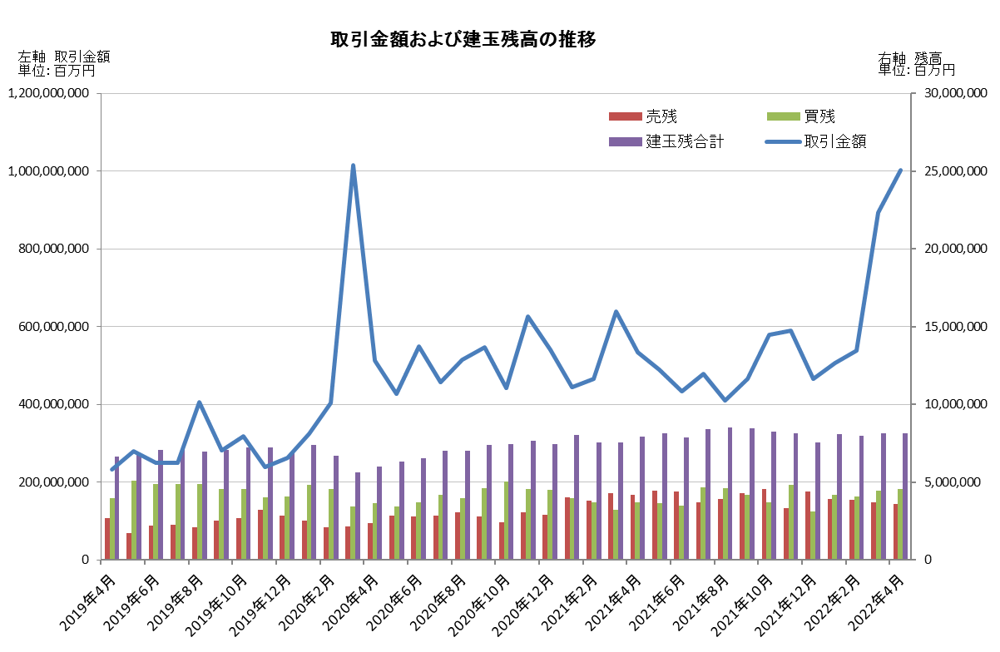 取引金額および建玉残高の推移
左軸 取引金額
単位: 百万円
右軸 残高
単位: 百万円
1,200,000,000
1,000,000,000
800,000,000
600,000,000
400,000,000
200,000,000
0
30,000,000
25,000,000
20,000,000
15,000,000
10,000,000
5,000,000
0
売残 買残
建玉残合計 取引金額
2019年4月
2019年6月
2019年8月
2019年10月
2019年12月
2020年2月
2020年4月
2020年6月
2020年8月
2020年10月
2020年12月
2021年2月
2021年4月
2021年6月
2021年8月
2021年10月
2021年12月
2022年2月
2022年4月